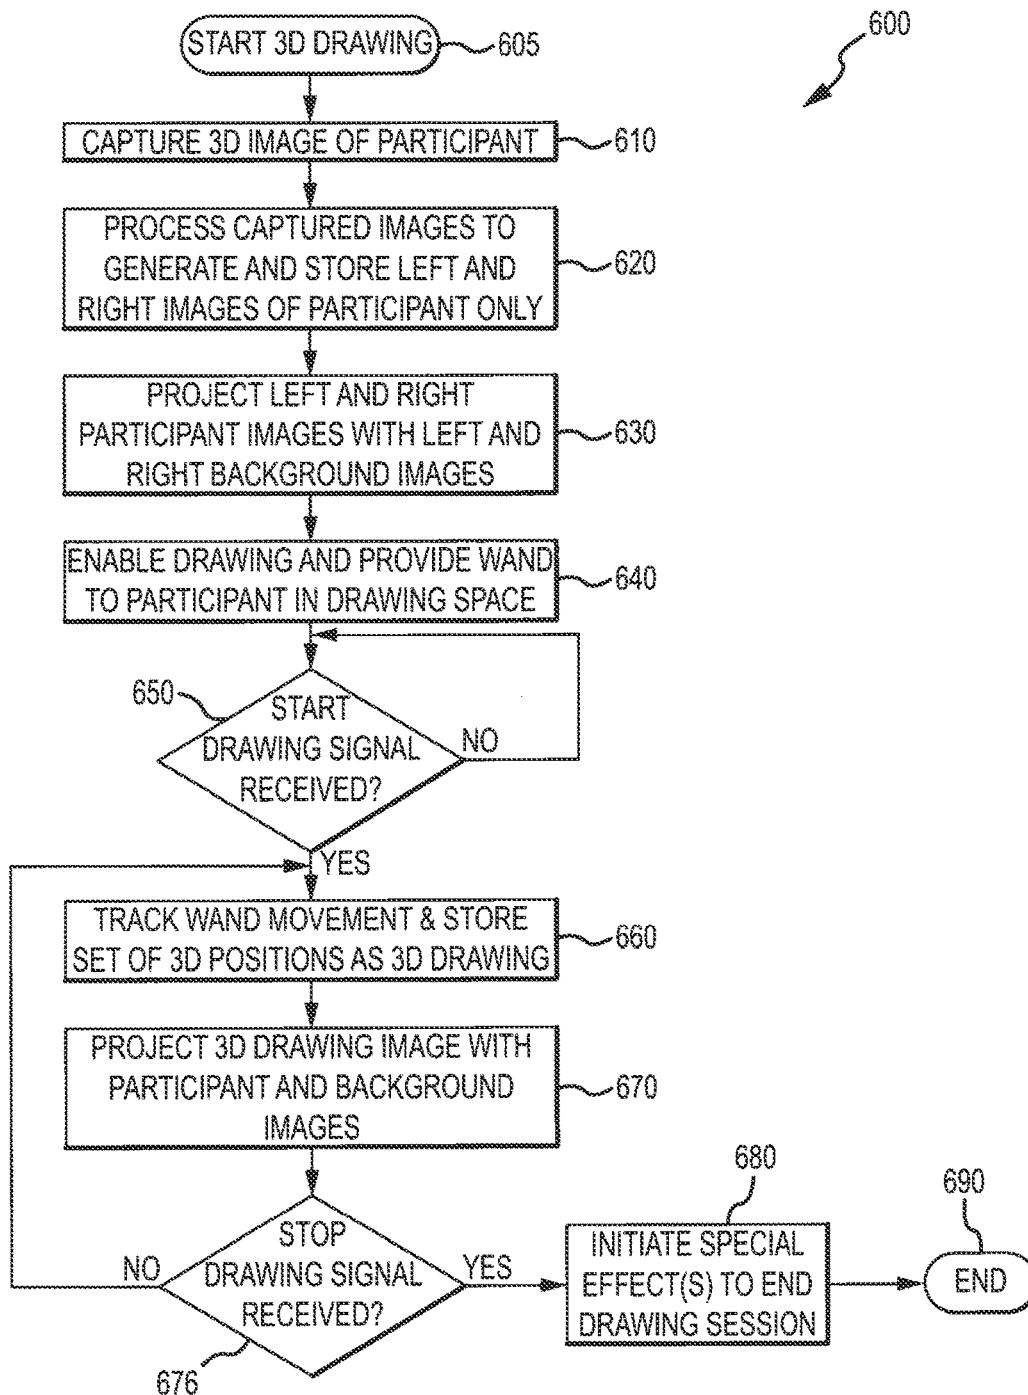 600
START 3D DRAWING
605
CAPTURE 3D IMAGE OF PARTICIPANT
610
PROCESS CAPTURED IMAGES TO
GENERATE AND STORE LEFT AND
RIGHT IMAGES OF PARTICIPANT ONLY
620
PROJECT LEFT AND RIGHT
PARTICIPANT IMAGES WITH LEFT AND
RIGHT BACKGROUND IMAGES
630
ENABLE DRAWING AND PROVIDE WAND
TO PARTICIPANT IN DRAWING SPACE
640
650
START
DRAWING SIGNAL
RECEIVED?
NO
YES
TRACK WAND MOVEMENT & STORE
SET OF 3D POSITIONS AS 3D DRAWING
660
PROJECT 3D DRAWING IMAGE WITH
PARTICIPANT AND BACKGROUND
IMAGES
670
STOP
DRAWING SIGNAL
RECEIVED?
NO
YES
676
680
INITIATE SPECIAL
EFFECT(S) TO END
DRAWING SESSION
690
END